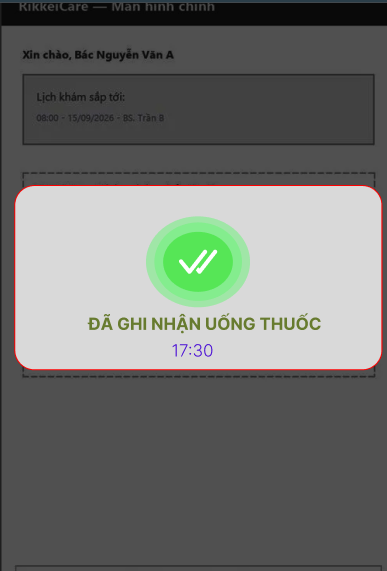 RikkeiCare — Màn hình chính
Xin chào, Bác Nguyễn Văn A
Lịch khám sắp tới:
08:00 - 15/09/2026 - BS. Trần B
ĐÃ GHI NHẬN UỐNG THUỐC
17:30